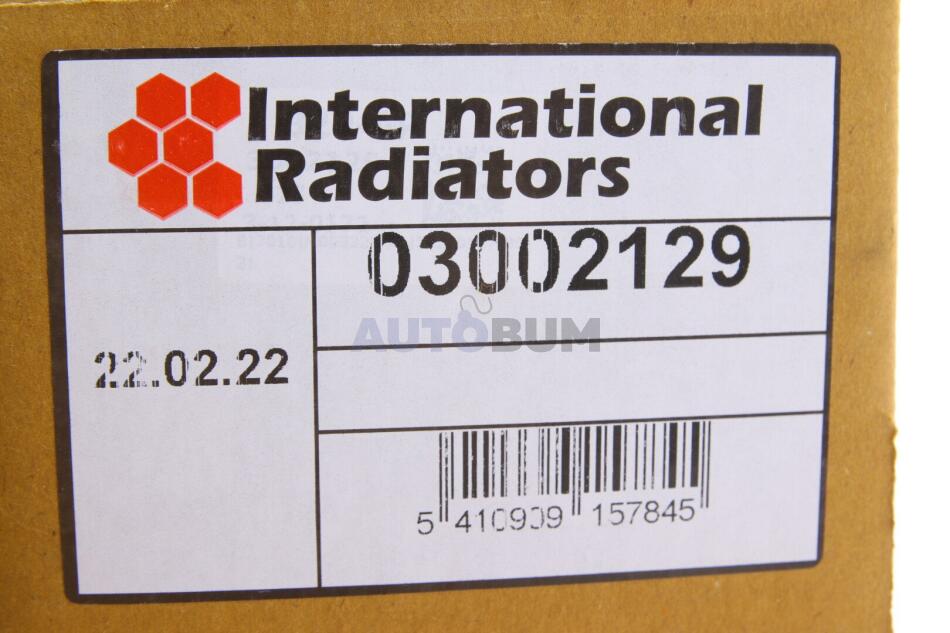 International
Radiators
03002129
AUTOBUM
22.02.22
5 410909 157845